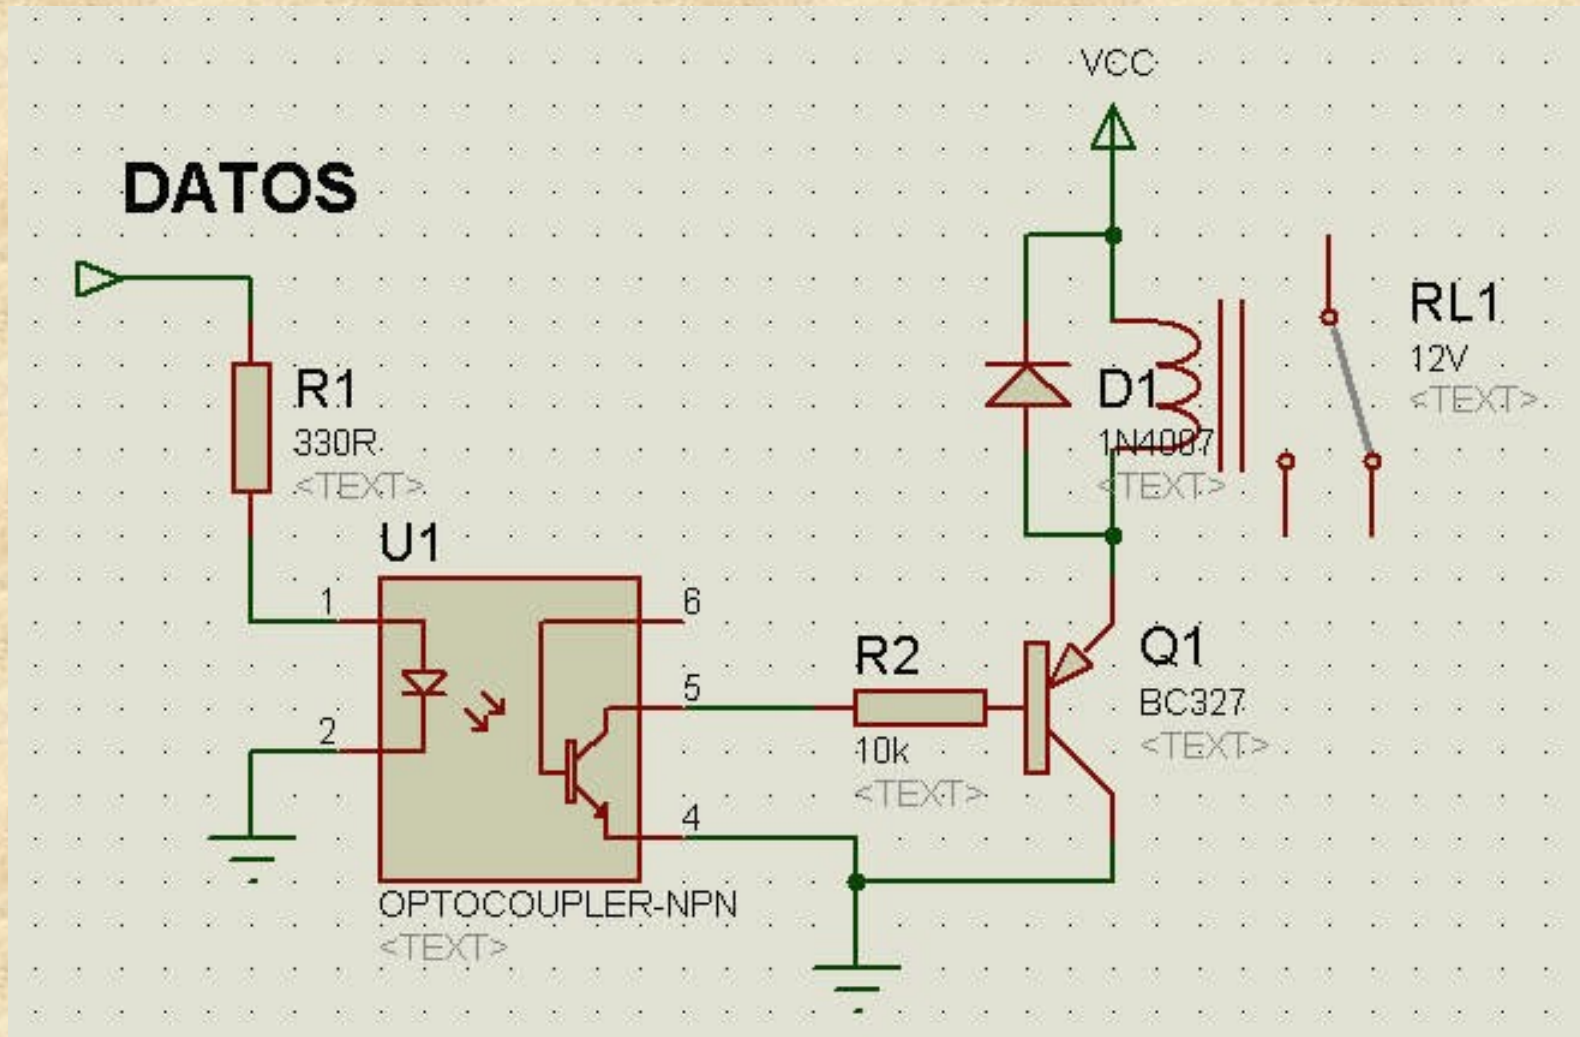 VCC
DATOS
R1
330R
<TEXT>
U1
1
2
6
5
4
OPTOCOUPLER-NPN
<TEXT>
R2
10k
<TEXT>
D1
1N4007
<TEXT>
RL1
12V
<TEXT>
Q1
BC327
<TEXT>